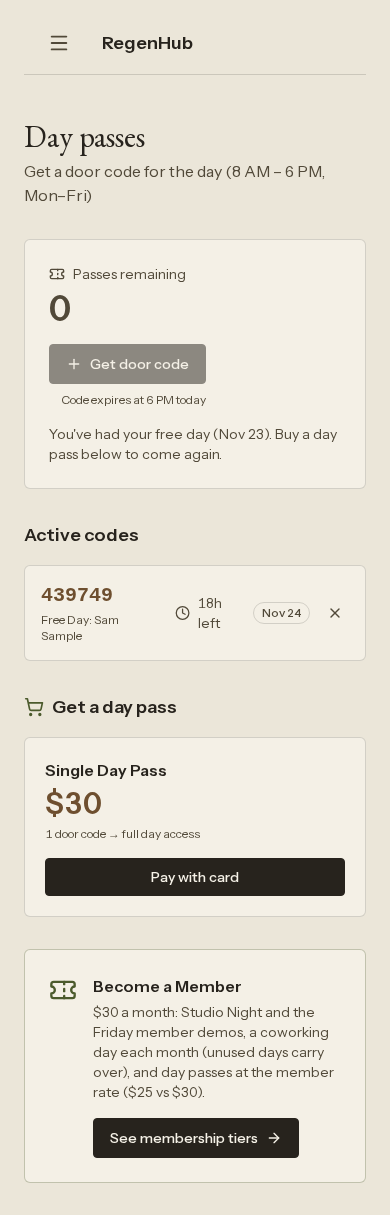 RegenHub
Day passes
Get a door code for the day (8 AM – 6 PM,
Mon–Fri)
Passes remaining
0
Get door code
Code expires at 6 PM today
You've had your free day (Nov 23). Buy a day
pass below to come again.
Active codes
439749
Free Day: Sam
Sample
18h
left
Nov 24
Get a day pass
Single Day Pass
$30
1 door code → full day access
Pay with card
Become a Member
$30 a month: Studio Night and the
Friday member demos, a coworking
day each month (unused days carry
over), and day passes at the member
rate ($25 vs $30).
See membership tiers →